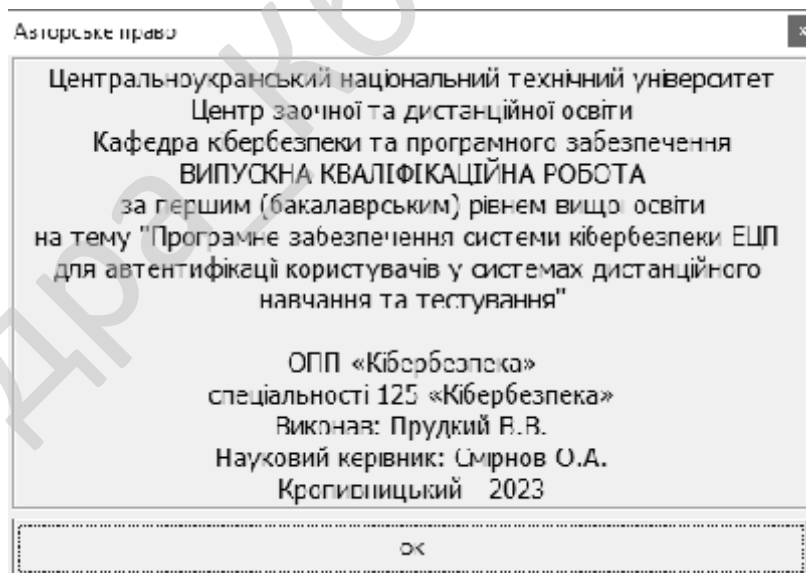 Авторське право
Центральноукранський національний технічний університет
Центр заочної та дистанційної освіти
Кафедра кібербезпеки та програмного забезпечення
ВИПУСКНА КВАЛІФІКАЦІЙНА РОБОТА
за першим (бакалаврським) рівнем вищої освіти
на тему "Програмне забезпечення системи кібербезпеки ЕЦП
для автентифікації користувачів у системах дистанційного
навчання та тестування"
ОПП «Кібербезпека»
спеціальності 125 «Кібербезпека»
Виконав: Прудкий В.В.
Науковий керівник: Смірнов О.А.
Кропивницький 2023
ОК